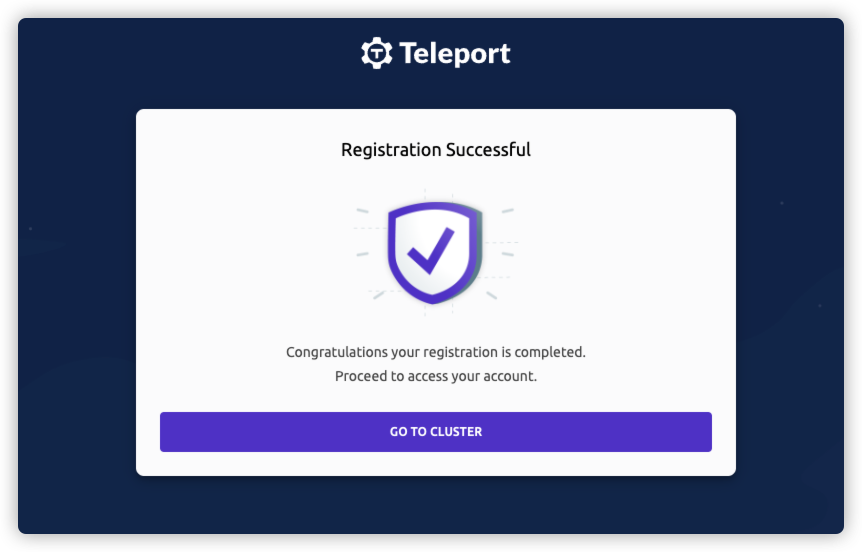 Teleport
Registration Successful
Congratulations your registration is completed.
Proceed to access your account.
GO TO CLUSTER